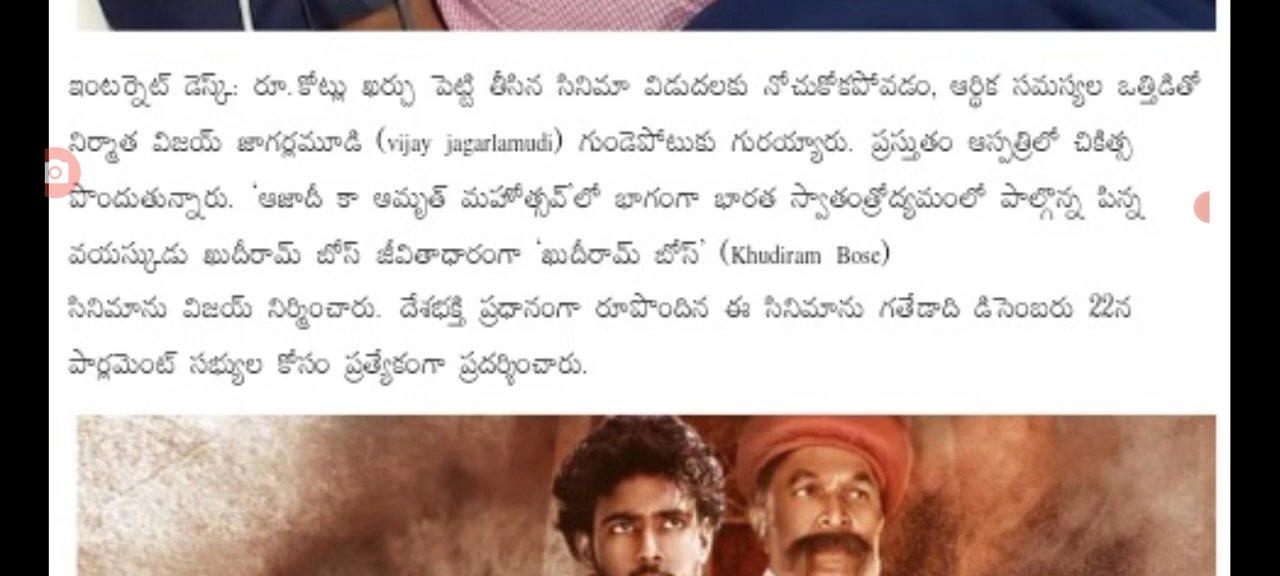 ఇంటర్నెట్ డెస్క్: రూ.కోట్లు ఖర్చు పెట్టి తీసిన సినిమా విడుదలకు నోచుకోకపోవడం, ఆర్థిక సమస్యల ఒత్తిడితో
నిర్మాత విజయ్ జాగర్లమూడి (vijay jagarlamudi) గుండెపోటుకు గురయ్యారు. ప్రస్తుతం ఆస్పత్రిలో చికిత్స
పొందుతున్నారు. ‘ఆజాదీ కా ఆమృత్ మహోత్సవ్’లో భాగంగా భారత స్వాతంత్రోద్యమంలో పాల్గొన్న పిన్న
వయస్కుడు ఖుదీరామ్ బోస్ జీవితాధారంగా ‘ఖుదీరామ్ బోస్’ (Khudiram Bose)
సినిమాను విజయ్ నిర్మించారు. దేశభక్తి ప్రధానంగా రూపొందిన ఈ సినిమాను గతేడాది డిసెంబరు 22న
పార్లమెంట్ సభ్యుల కోసం ప్రత్యేకంగా ప్రదర్శించారు.